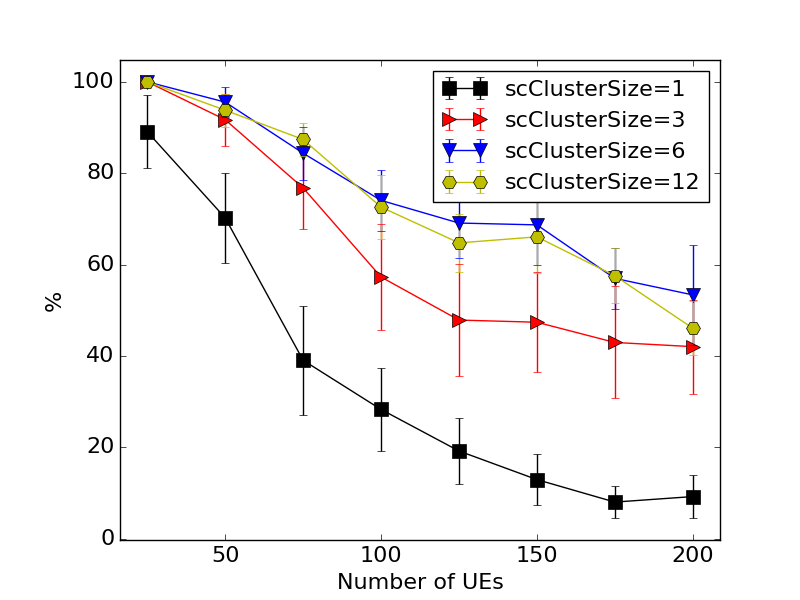 100
80
60
40
20
0
%
50
100
150
200
Number of UEs
scClusterSize=1
scClusterSize=3
scClusterSize=6
scClusterSize=12